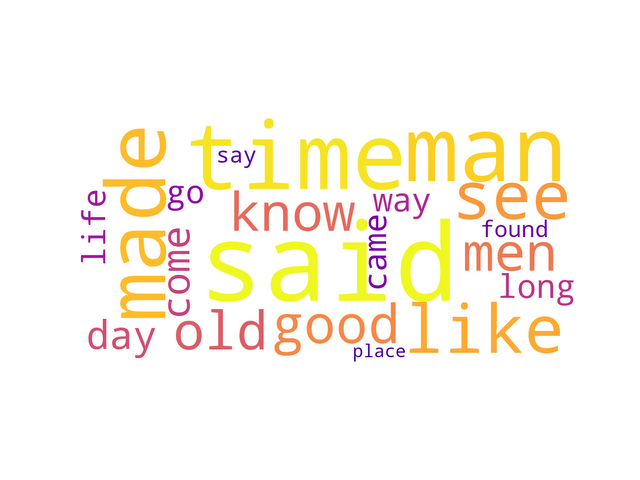 time
man
made
say
see
go
know
way
life
said
came
found
come
men
long
day
old
good
like
place